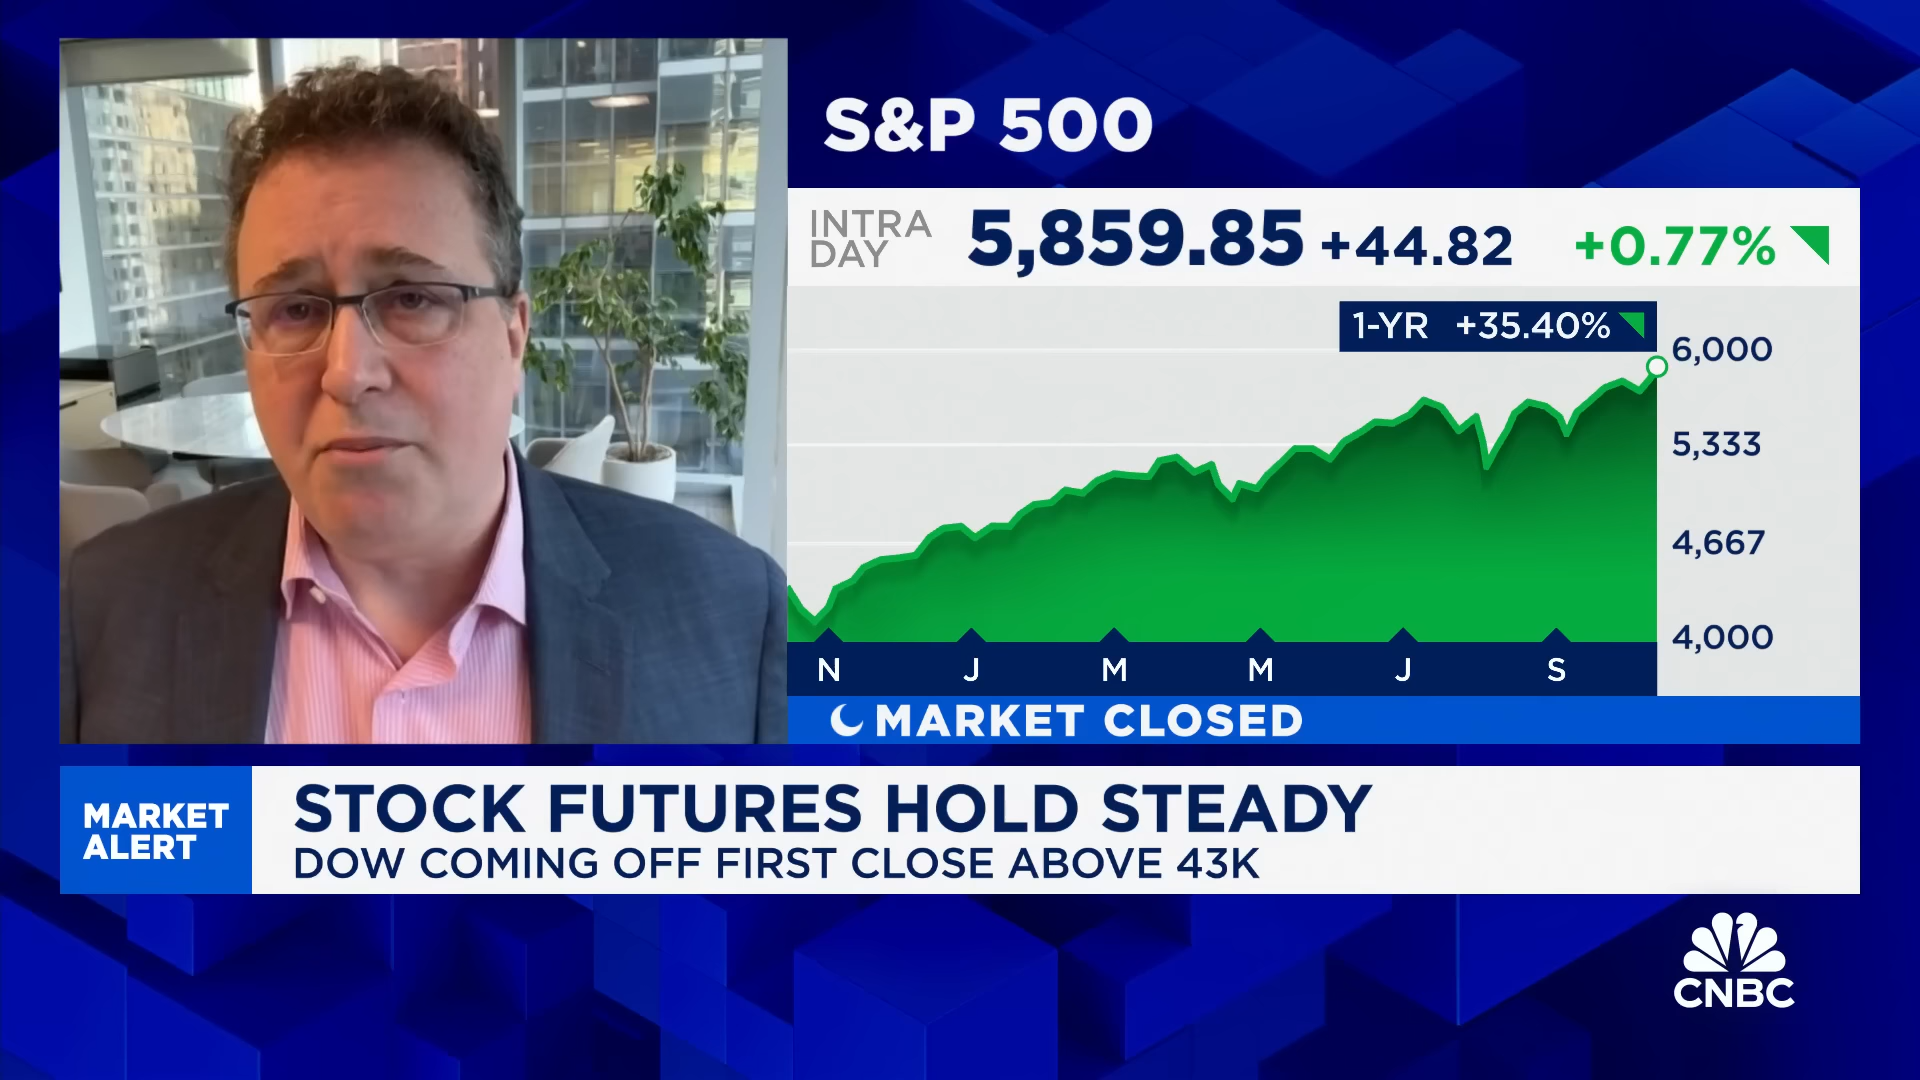 S&P 500
INTRA
DAY
5,859.85 +44.82 +0.77%
1-YR +35.40%
6,000
5,333
4,667
4,000
N J M M J S
MARKET CLOSED
MARKET
ALERT
STOCK FUTURES HOLD STEADY
DOW COMING OFF FIRST CLOSE ABOVE 43K
CNBC